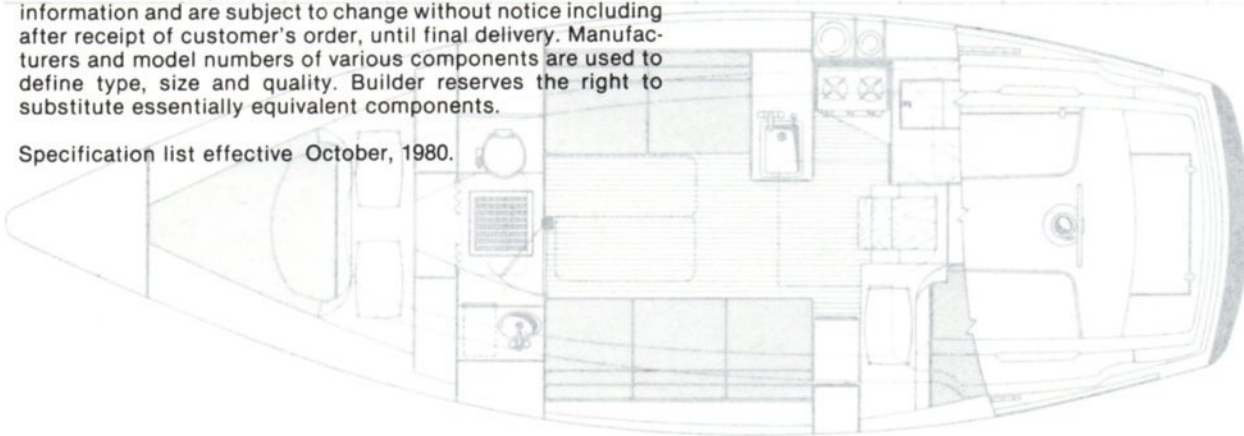 information and are subject to change without notice including
after receipt of customer's order, until final delivery. Manufac-
turers and model numbers of various components are used to
define type, size and quality. Builder reserves the right to
substitute essentially equivalent components.
Specification list effective October, 1980.